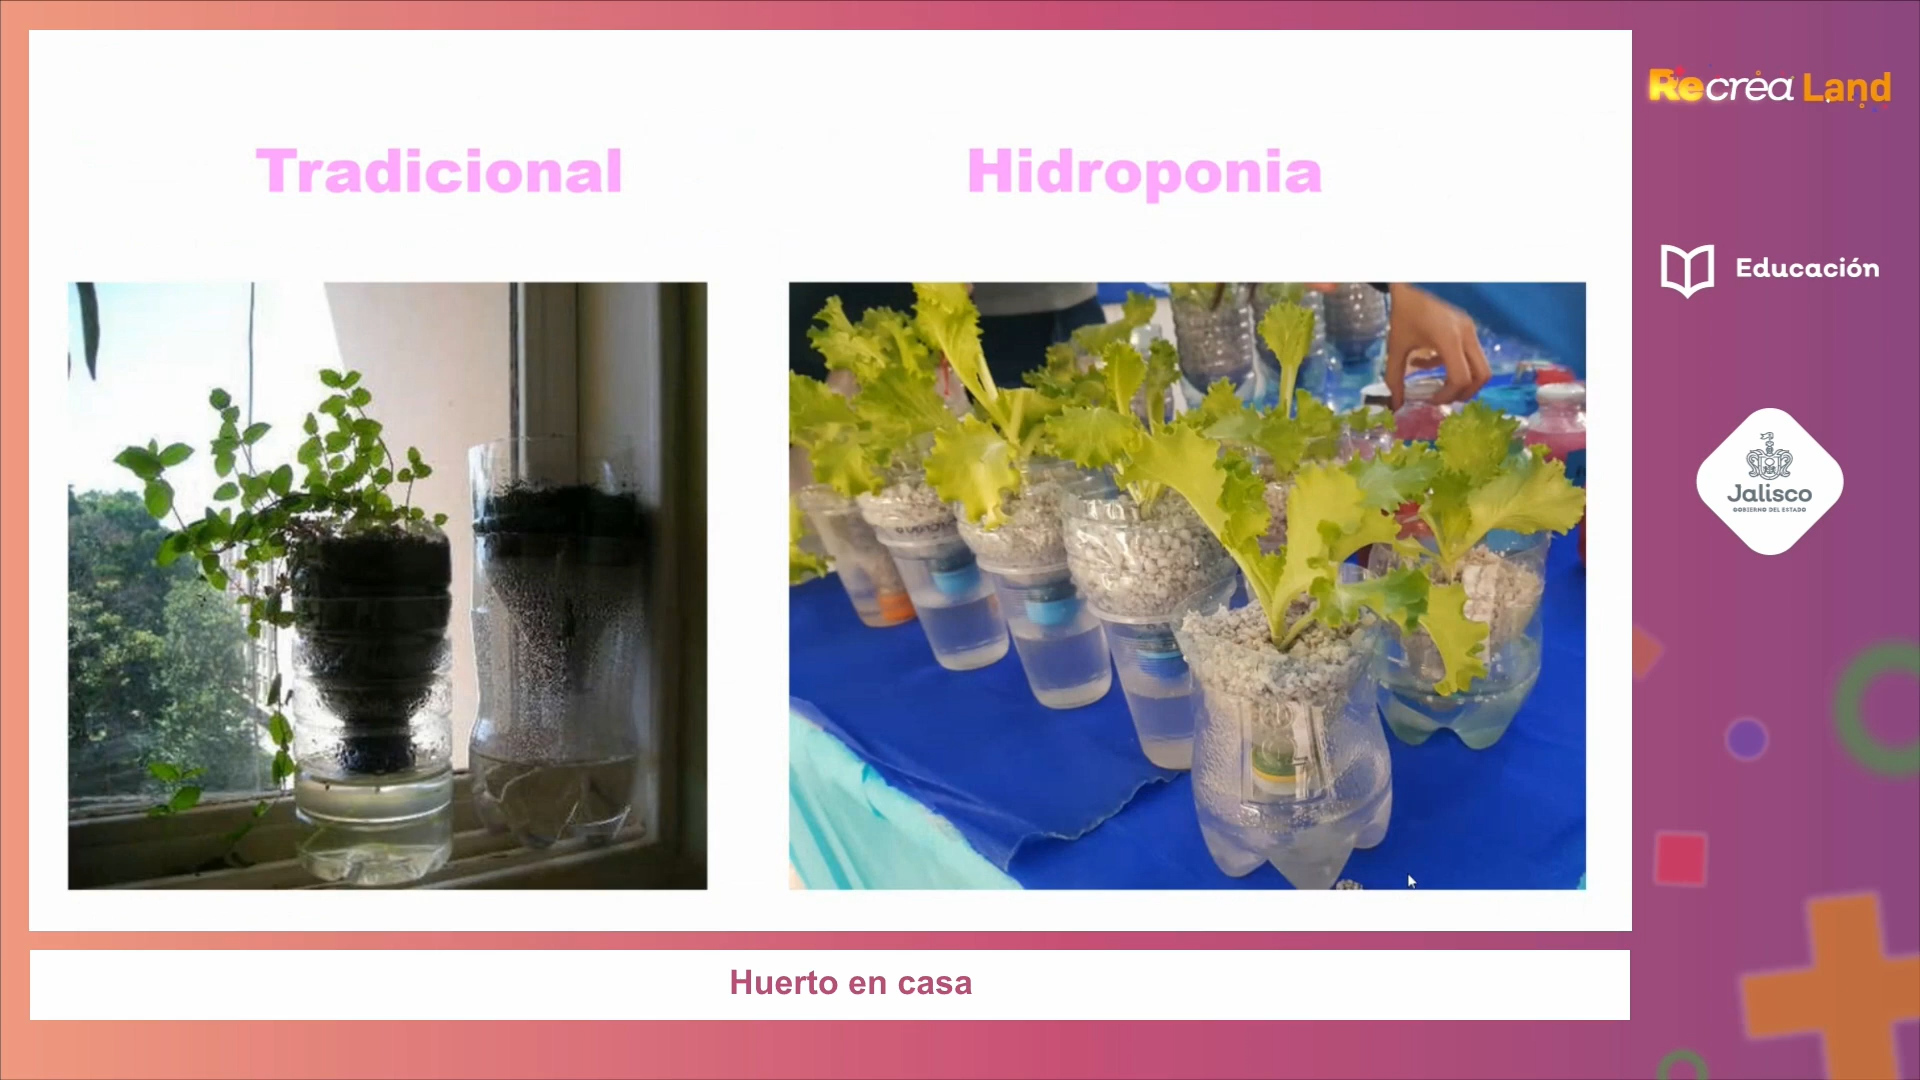 Tradicional
Hidroponia
Recrea Land
Educación
Jalisco
GOBIERNO DEL ESTADO
Huerto en casa